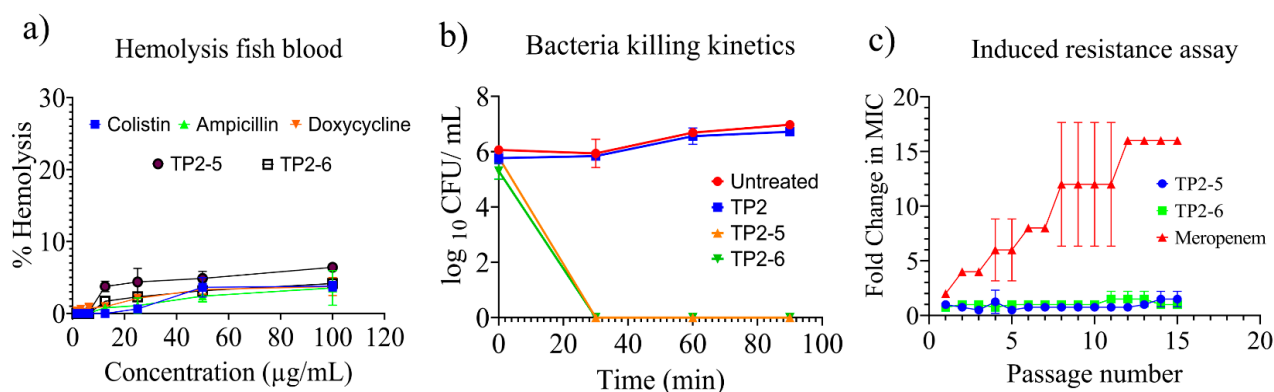 a)
Hemolysis fish blood
% Hemolysis
30
20
10
0
Colistin Ampicillin Doxycycline
TP2-5 TP2-6
0 20 40 60 80 100 120
Concentration (µg/mL)
b)
Bacteria killing kinetics
log 10 CFU/ mL
8
6
4
2
0
Untreated
TP2
TP2-5
TP2-6
0 20 40 60 80 100
Time (min)
c)
Induced resistance assay
Fold Change in MIC
20
15
10
5
0
TP2-5
TP2-6
Meropenem
0 5 10 15 20
Passage number